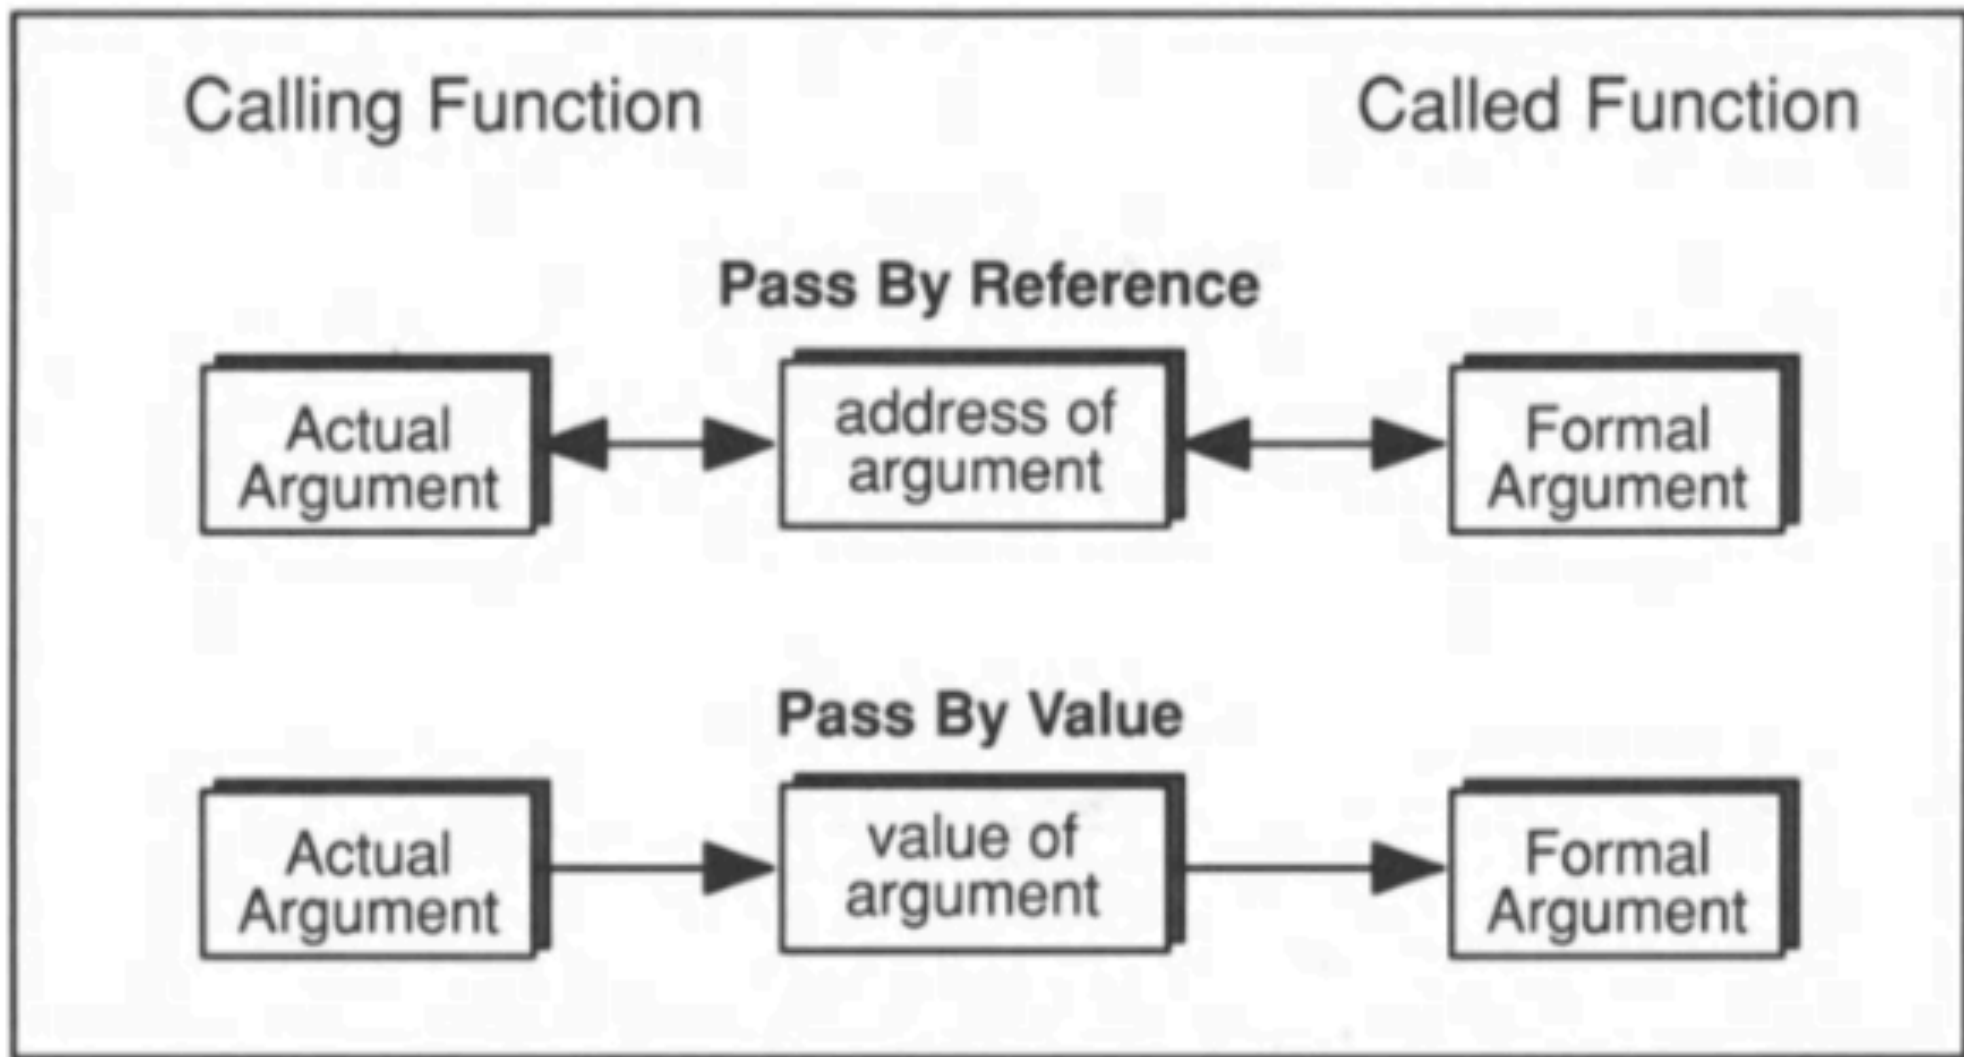 Calling Function
Called Function
Pass By Reference
Actual
Argument
address of
argument
Formal
Argument
Pass By Value
Actual
Argument
value of
argument
Formal
Argument